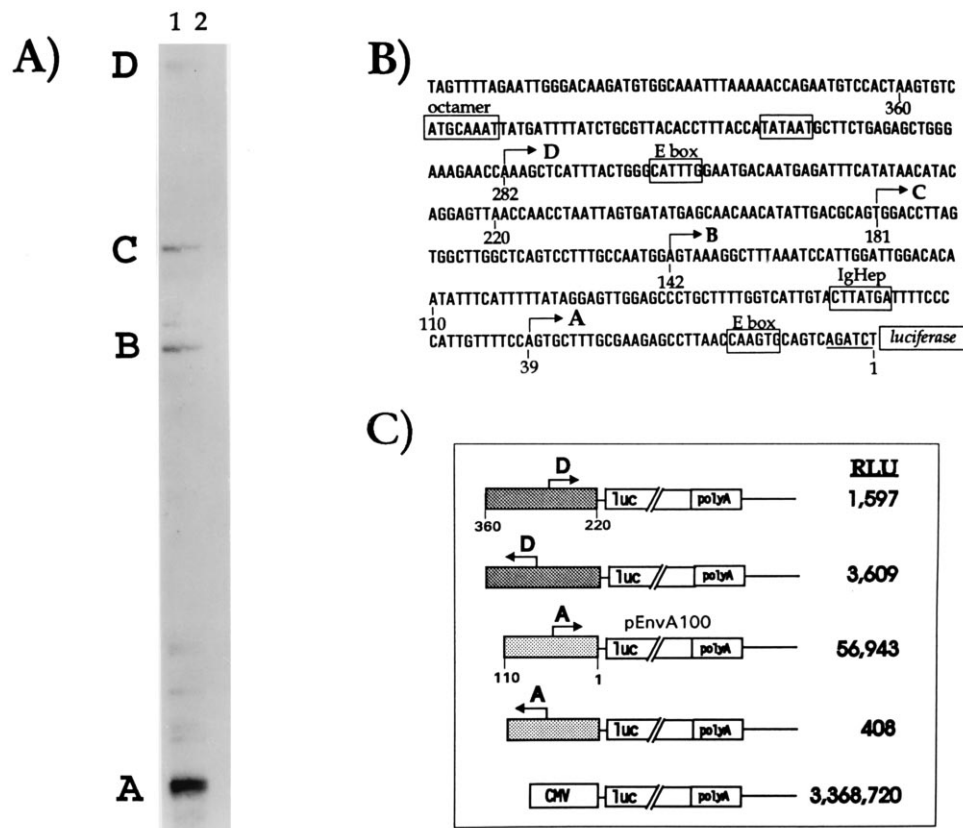 A)
1 2
D
C
B
A
B)
TAGTTTTAGAATTGGGACAAGATGTGGCAAATTTAAAAACCAGAATGTCCACTAAGTGTC
360
octamer
ATGCAAATTATGATTTTATCTGCGTTACACCTTTACCATATAATGCTTCTGAGAGCTGGG
D
E box
AAAGAACCAAAGCTCATTTACTGGGCATTTGGAATGACAATGAGATTTCATATAACATAC
282
C
AGGAGTTAACCAACCTAATTAGTGATATGAGCAACAACATATTGACGCAGTGGACCTTAG
220
181
B
TGGCTTGGCTCAGTCCTTTGCCAATGGAGTAAAGGCTTTAAATCCATTGGATTGGACACA
142
IgHep
ATATTTCATTTTTATAGGAGTTGGAGCCCTGCTTTTGGTCATTGTACTTATGATTTTCCC
110
A
E box
CATTGTTTTCCAGTGCTTTGCGAAGAGCCTTAACCAAGTGCAGTCAGATCT luciferase
39
1
C)
RLU
D
luc polyA 1,597
360 220
D
luc polyA 3,609
pEnvA100
A
luc polyA 56,943
110 1
A
luc polyA 408
CMV luc polyA 3,368,720